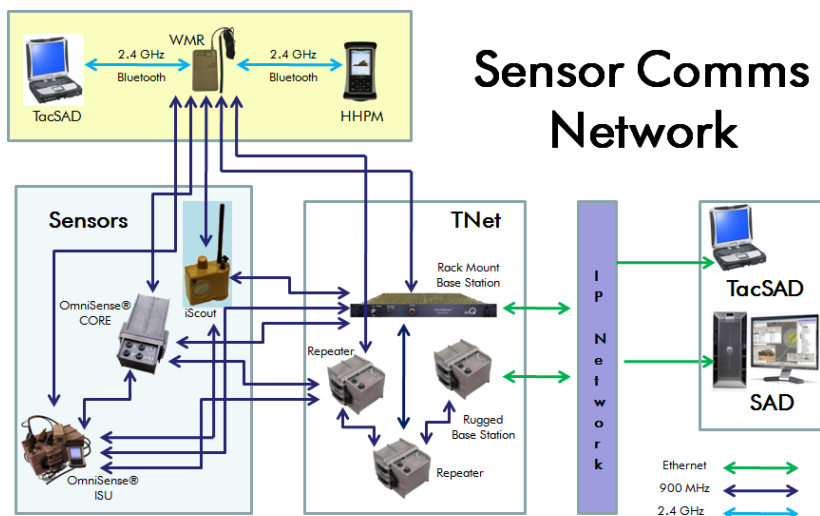 Sensor Comms
Network
WMR
2.4 GHz
Bluetooth
2.4 GHz
Bluetooth
TacSAD
HHPM
Sensors
iScout
OmniSense®
CORE
OmniSense®
ISU
TNet
Rack Mount
Base Station
Repeater
Rugged
Base Station
Repeater
IP Network
TacSAD
SAD
Ethernet
900 MHz
2.4 GHz